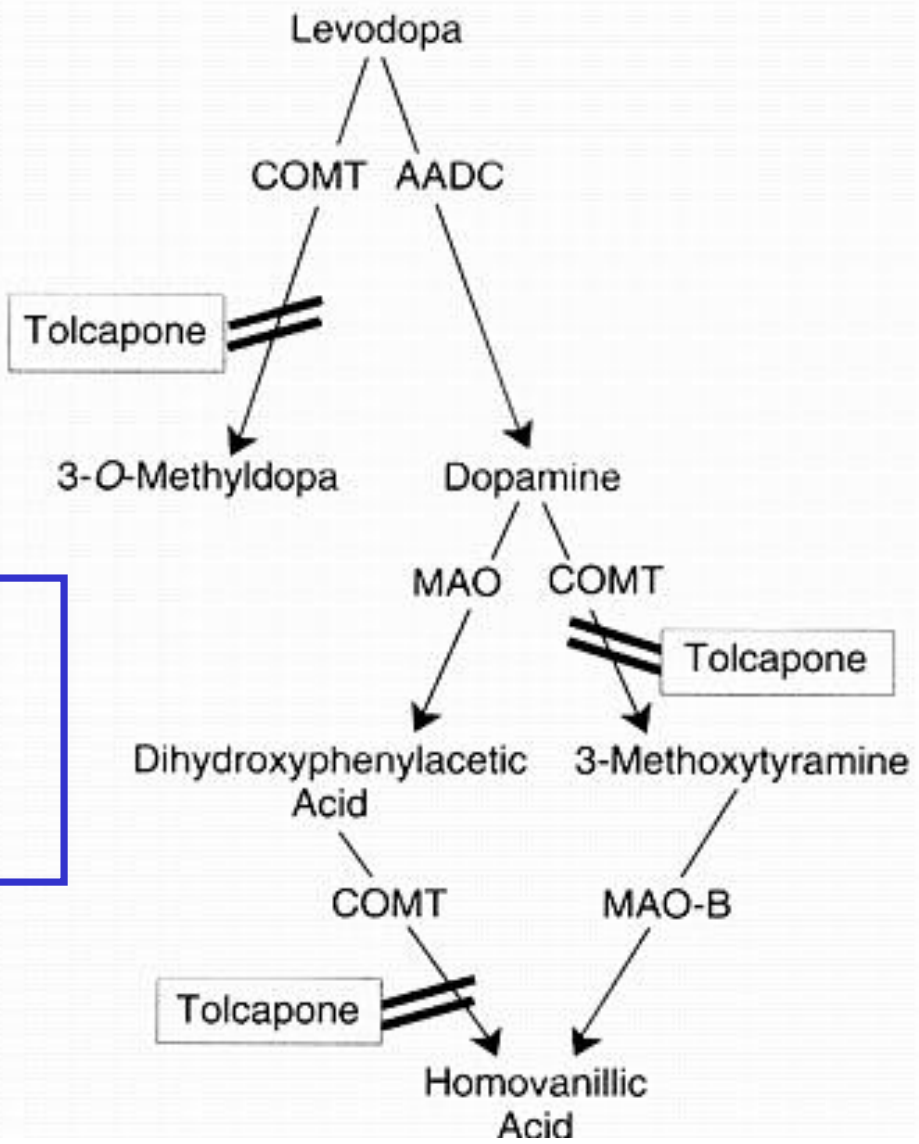 Levodopa
COMT AADC
Tolcapone
3-O-Methyldopa Dopamine
MAO COMT
Tolcapone
Dihydroxyphenylacetic Acid
3-Methoxytyramine
COMT MAO-B
Tolcapone
Homovanillic
Acid